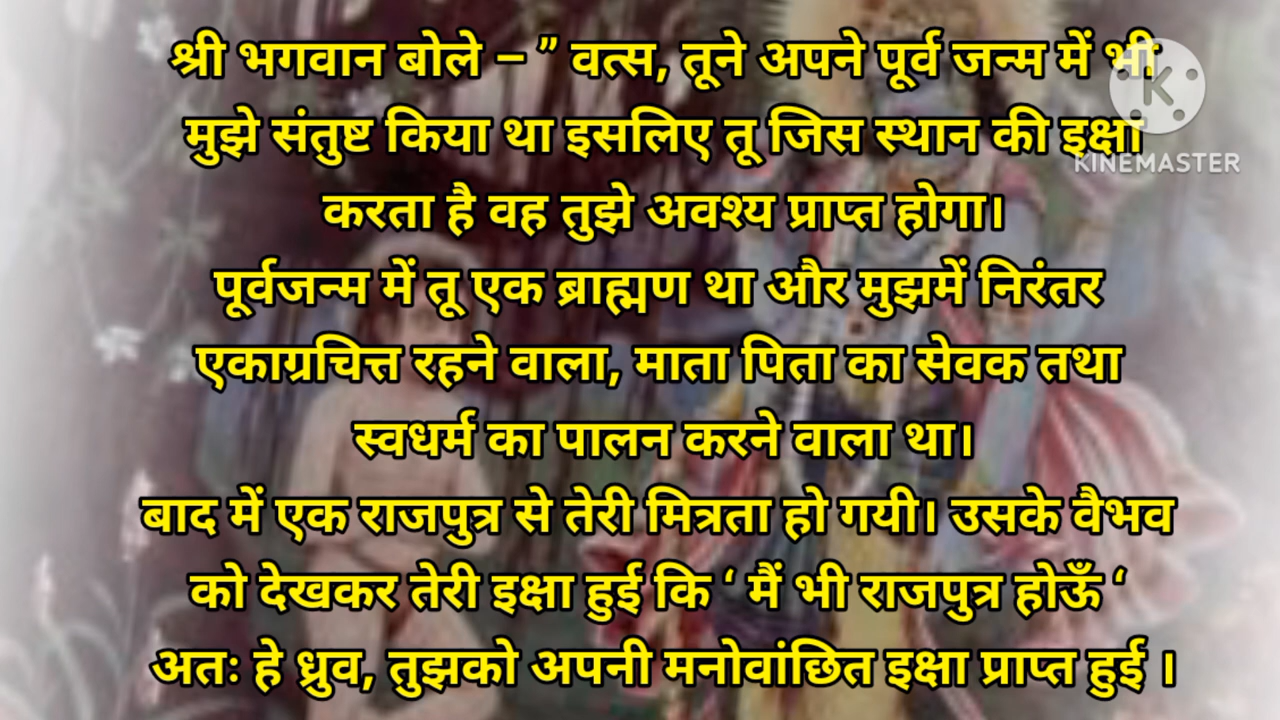 श्री भगवान बोले – ” वत्स, तूने अपने पूर्व जन्म में भी
मुझे संतुष्ट किया था इसलिए तू जिस स्थान की इक्षा
करता है वह तुझे अवश्य प्राप्त होगा।
पूर्वजन्म में तू एक ब्राह्मण था और मुझमें निरंतर
एकाग्रचित्त रहने वाला, माता पिता का सेवक तथा
स्वधर्म का पालन करने वाला था।
बाद में एक राजपुत्र से तेरी मित्रता हो गयी। उसके वैभव
को देखकर तेरी इक्षा हुई कि ‘ मैं भी राजपुत्र होऊँ ‘
अतः हे ध्रुव, तुझको अपनी मनोवांछित इक्षा प्राप्त हुई ।
K
KINEMASTER